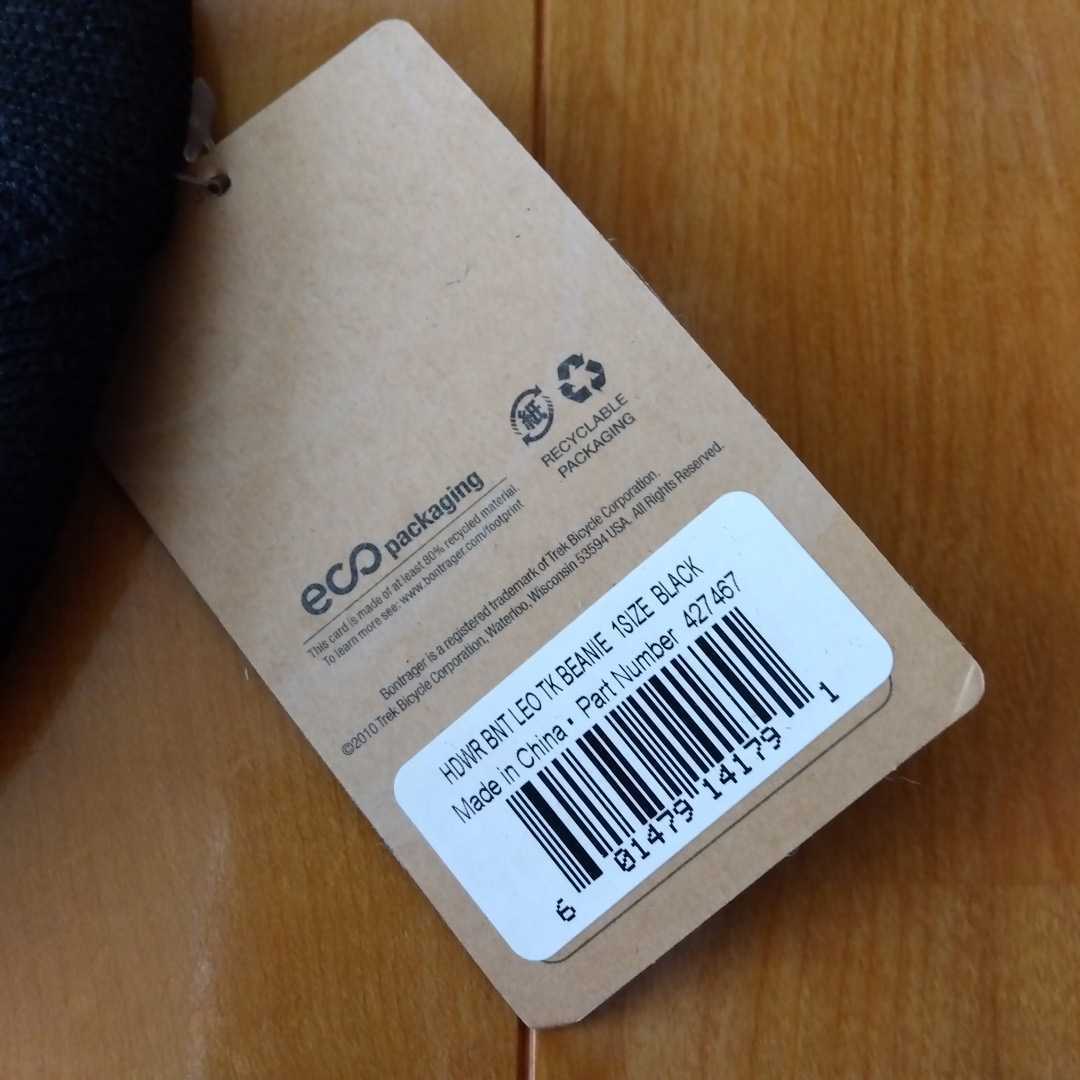 紙
RECYCLABLE
PACKAGING
eco packaging
This card is made of at least 80% recycled material.
To learn more see: www.bontrager.com/footprint
Bontrager is a registered trademark of Trek Bicycle Corporation.
©2010 Trek Bicycle Corporation, Waterloo, Wisconsin 53594 USA. All Rights Reserved.
HDWR BNT LEO TK BEANIE 1SIZE BLACK
Made in China • Part Number 427467
6 01479 14179 1